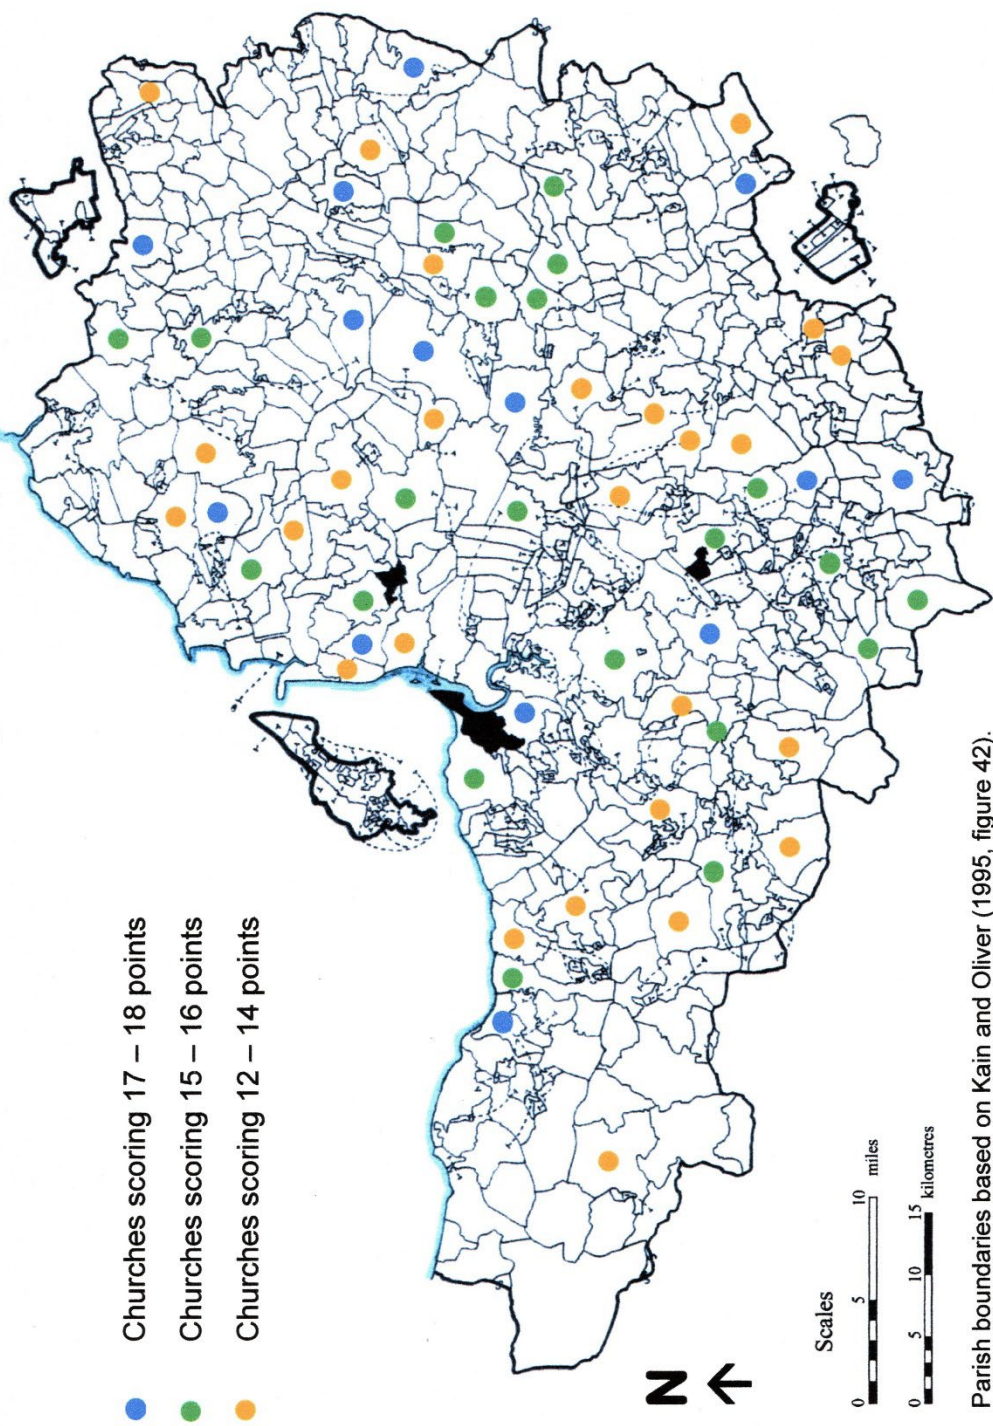 Churches scoring 17 – 18 points
Churches scoring 15 – 16 points
Churches scoring 12 – 14 points
N
Scales
0 5 10 miles
0 5 10 15 kilometres
Parish boundaries based on Kain and Oliver (1995, figure 42).